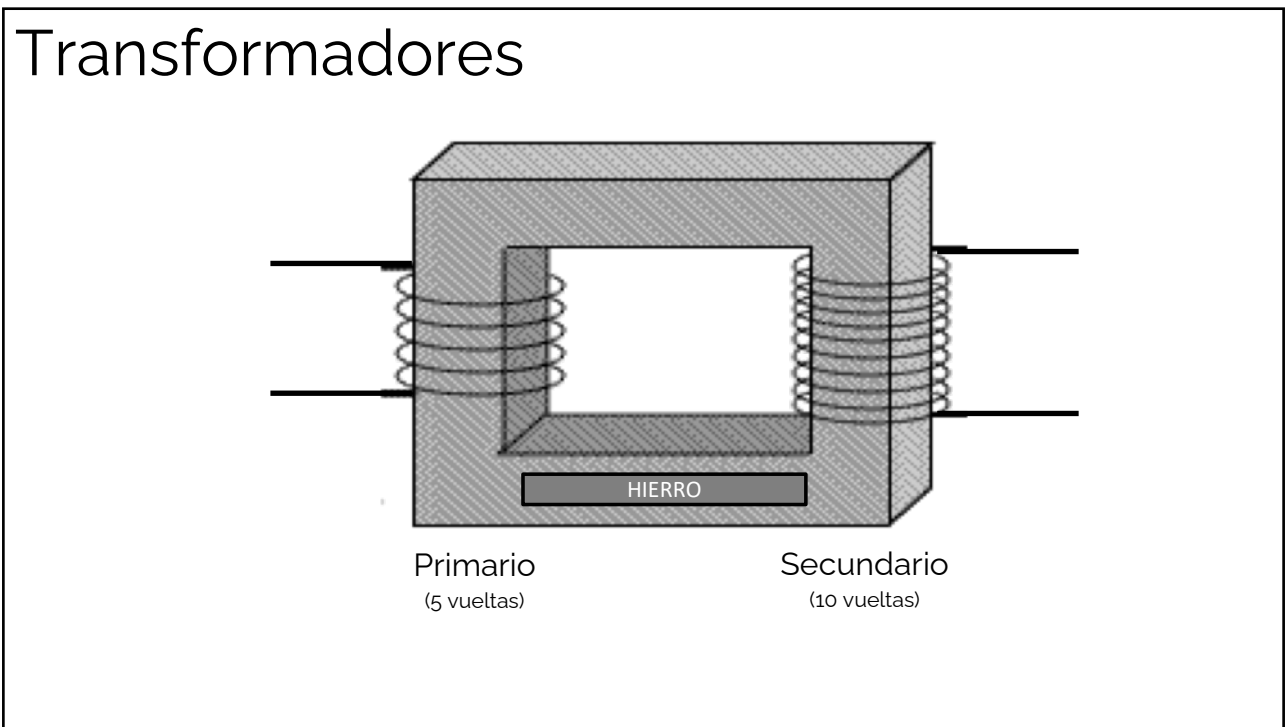 Transformadores
HIERRO
Primario
(5 vueltas)
Secundario
(10 vueltas)